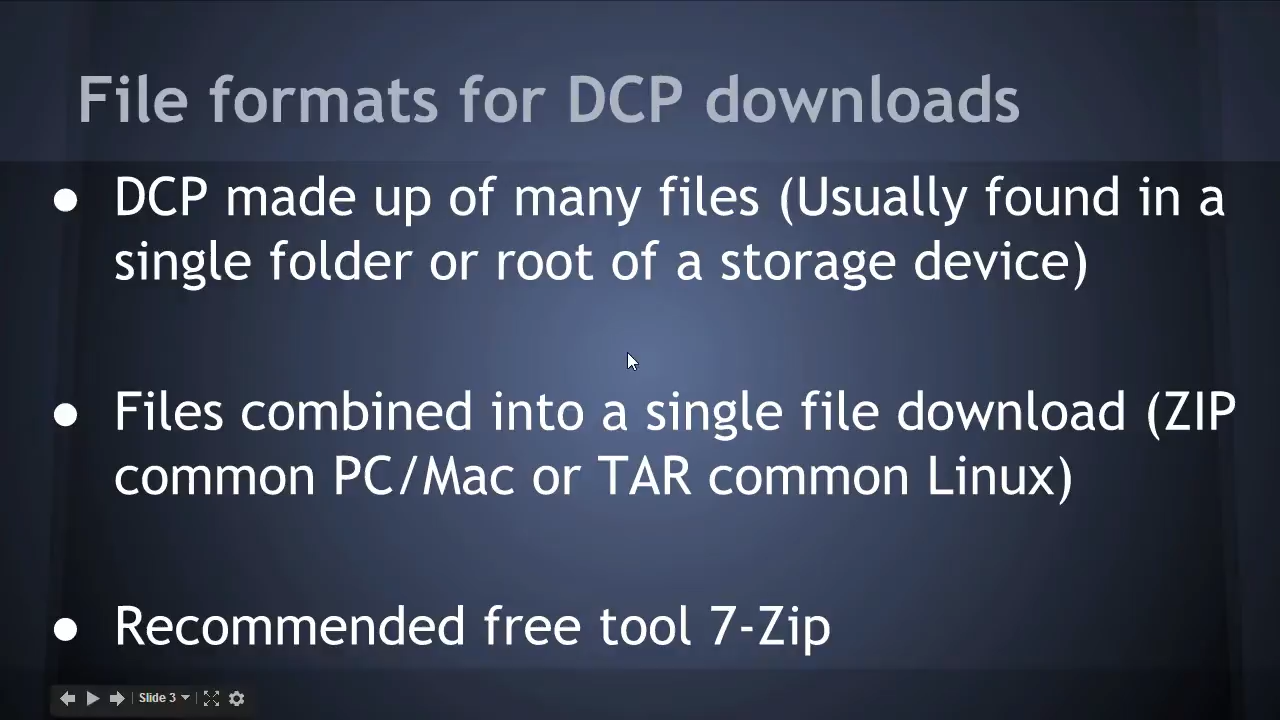 File formats for DCP downloads
● DCP made up of many files (Usually found in a
single folder or root of a storage device)
● Files combined into a single file download (ZIP
common PC/Mac or TAR common Linux)
● Recommended free tool 7-Zip
Slide 3